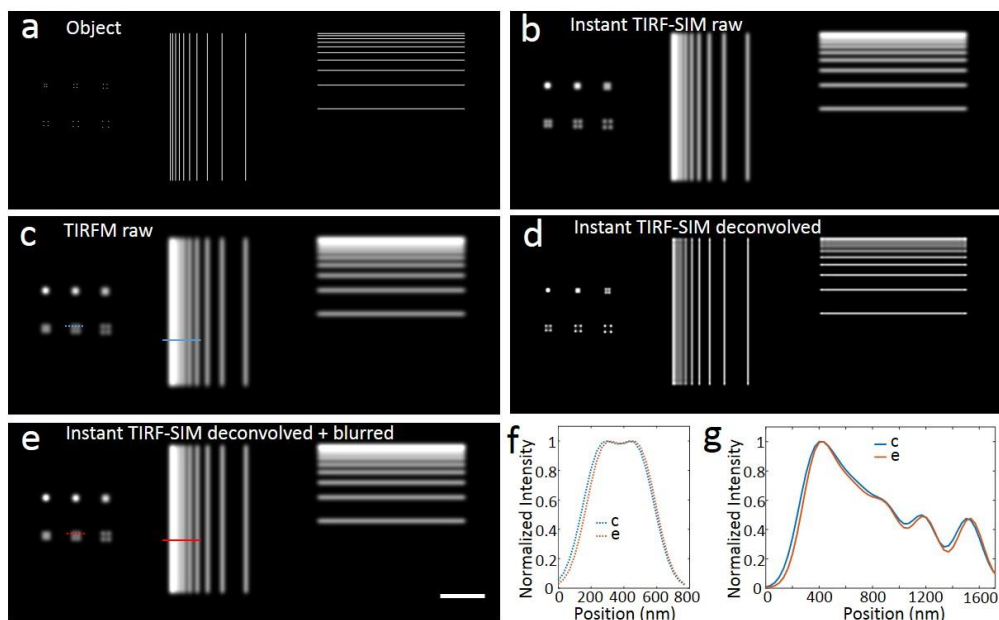 a Object
b Instant TIRF-SIM raw
c TIRFM raw
d Instant TIRF-SIM deconvolved
e Instant TIRF-SIM deconvolved + blurred
f
Normalized Intensity
1
0.8
0.6
0.4
0.2
0
c
e
0 200 400 600 800
Position (nm)
g
Normalized Intensity
1
0.8
0.6
0.4
0.2
0
c
e
0 400 800 1200 1600
Position (nm)